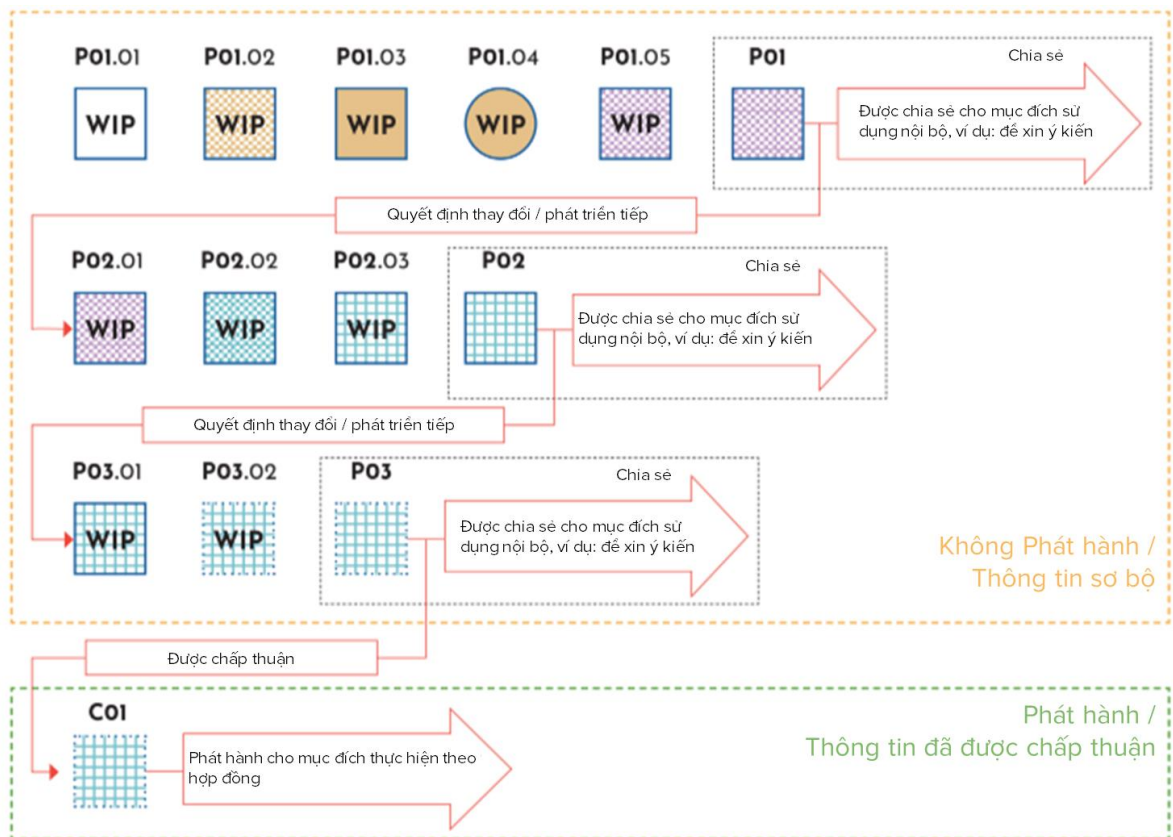 P01.01 P01.02 P01.03 P01.04 P01.05 P01 Chia sẻ
WIP WIP WIP WIP WIP
Được chia sẻ cho mục đích sử
dụng nội bộ, ví dụ: để xin ý kiến
Quyết định thay đổi / phát triển tiếp
P02.01 P02.02 P02.03 P02 Chia sẻ
WIP WIP WIP
Được chia sẻ cho mục đích sử
dụng nội bộ, ví dụ: để xin ý kiến
Quyết định thay đổi / phát triển tiếp
P03.01 P03.02 P03 Chia sẻ
WIP WIP
Được chia sẻ cho mục đích sử
dụng nội bộ, ví dụ: để xin ý kiến
Không Phát hành /
Thông tin sơ bộ
Được chấp thuận
C01
Phát hành cho mục đích thực hiện theo
hợp đồng
Phát hành /
Thông tin đã được chấp thuận